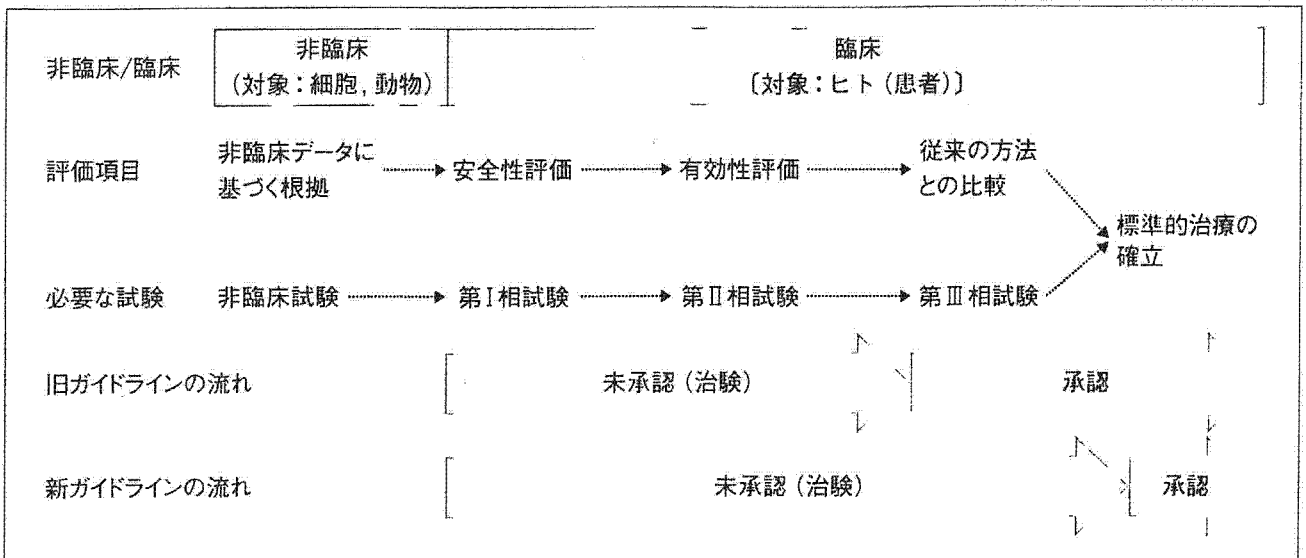 非臨床/臨床
非臨床
(対象:細胞,動物)
臨床
〔対象:ヒト(患者)〕
評価項目
非臨床データに
基づく根拠
安全性評価
有効性評価
従来の方法
との比較
標準的治療の
確立
必要な試験
非臨床試験
第Ⅰ相試験
第Ⅱ相試験
第Ⅲ相試験
旧ガイドラインの流れ
未承認(治験)
承認
新ガイドラインの流れ
未承認(治験)
承認